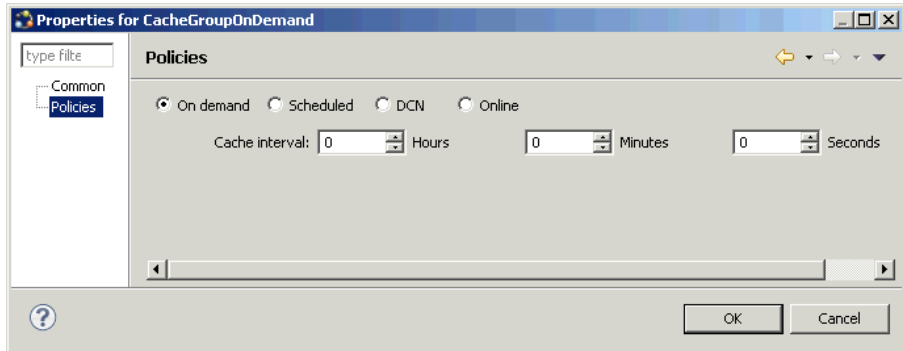 Properties for CacheGroupOnDemand
type filte
Policies
Common
Policies
On demand Scheduled DCN Online
Cache interval: 0 Hours 0 Minutes 0 Seconds
OK Cancel